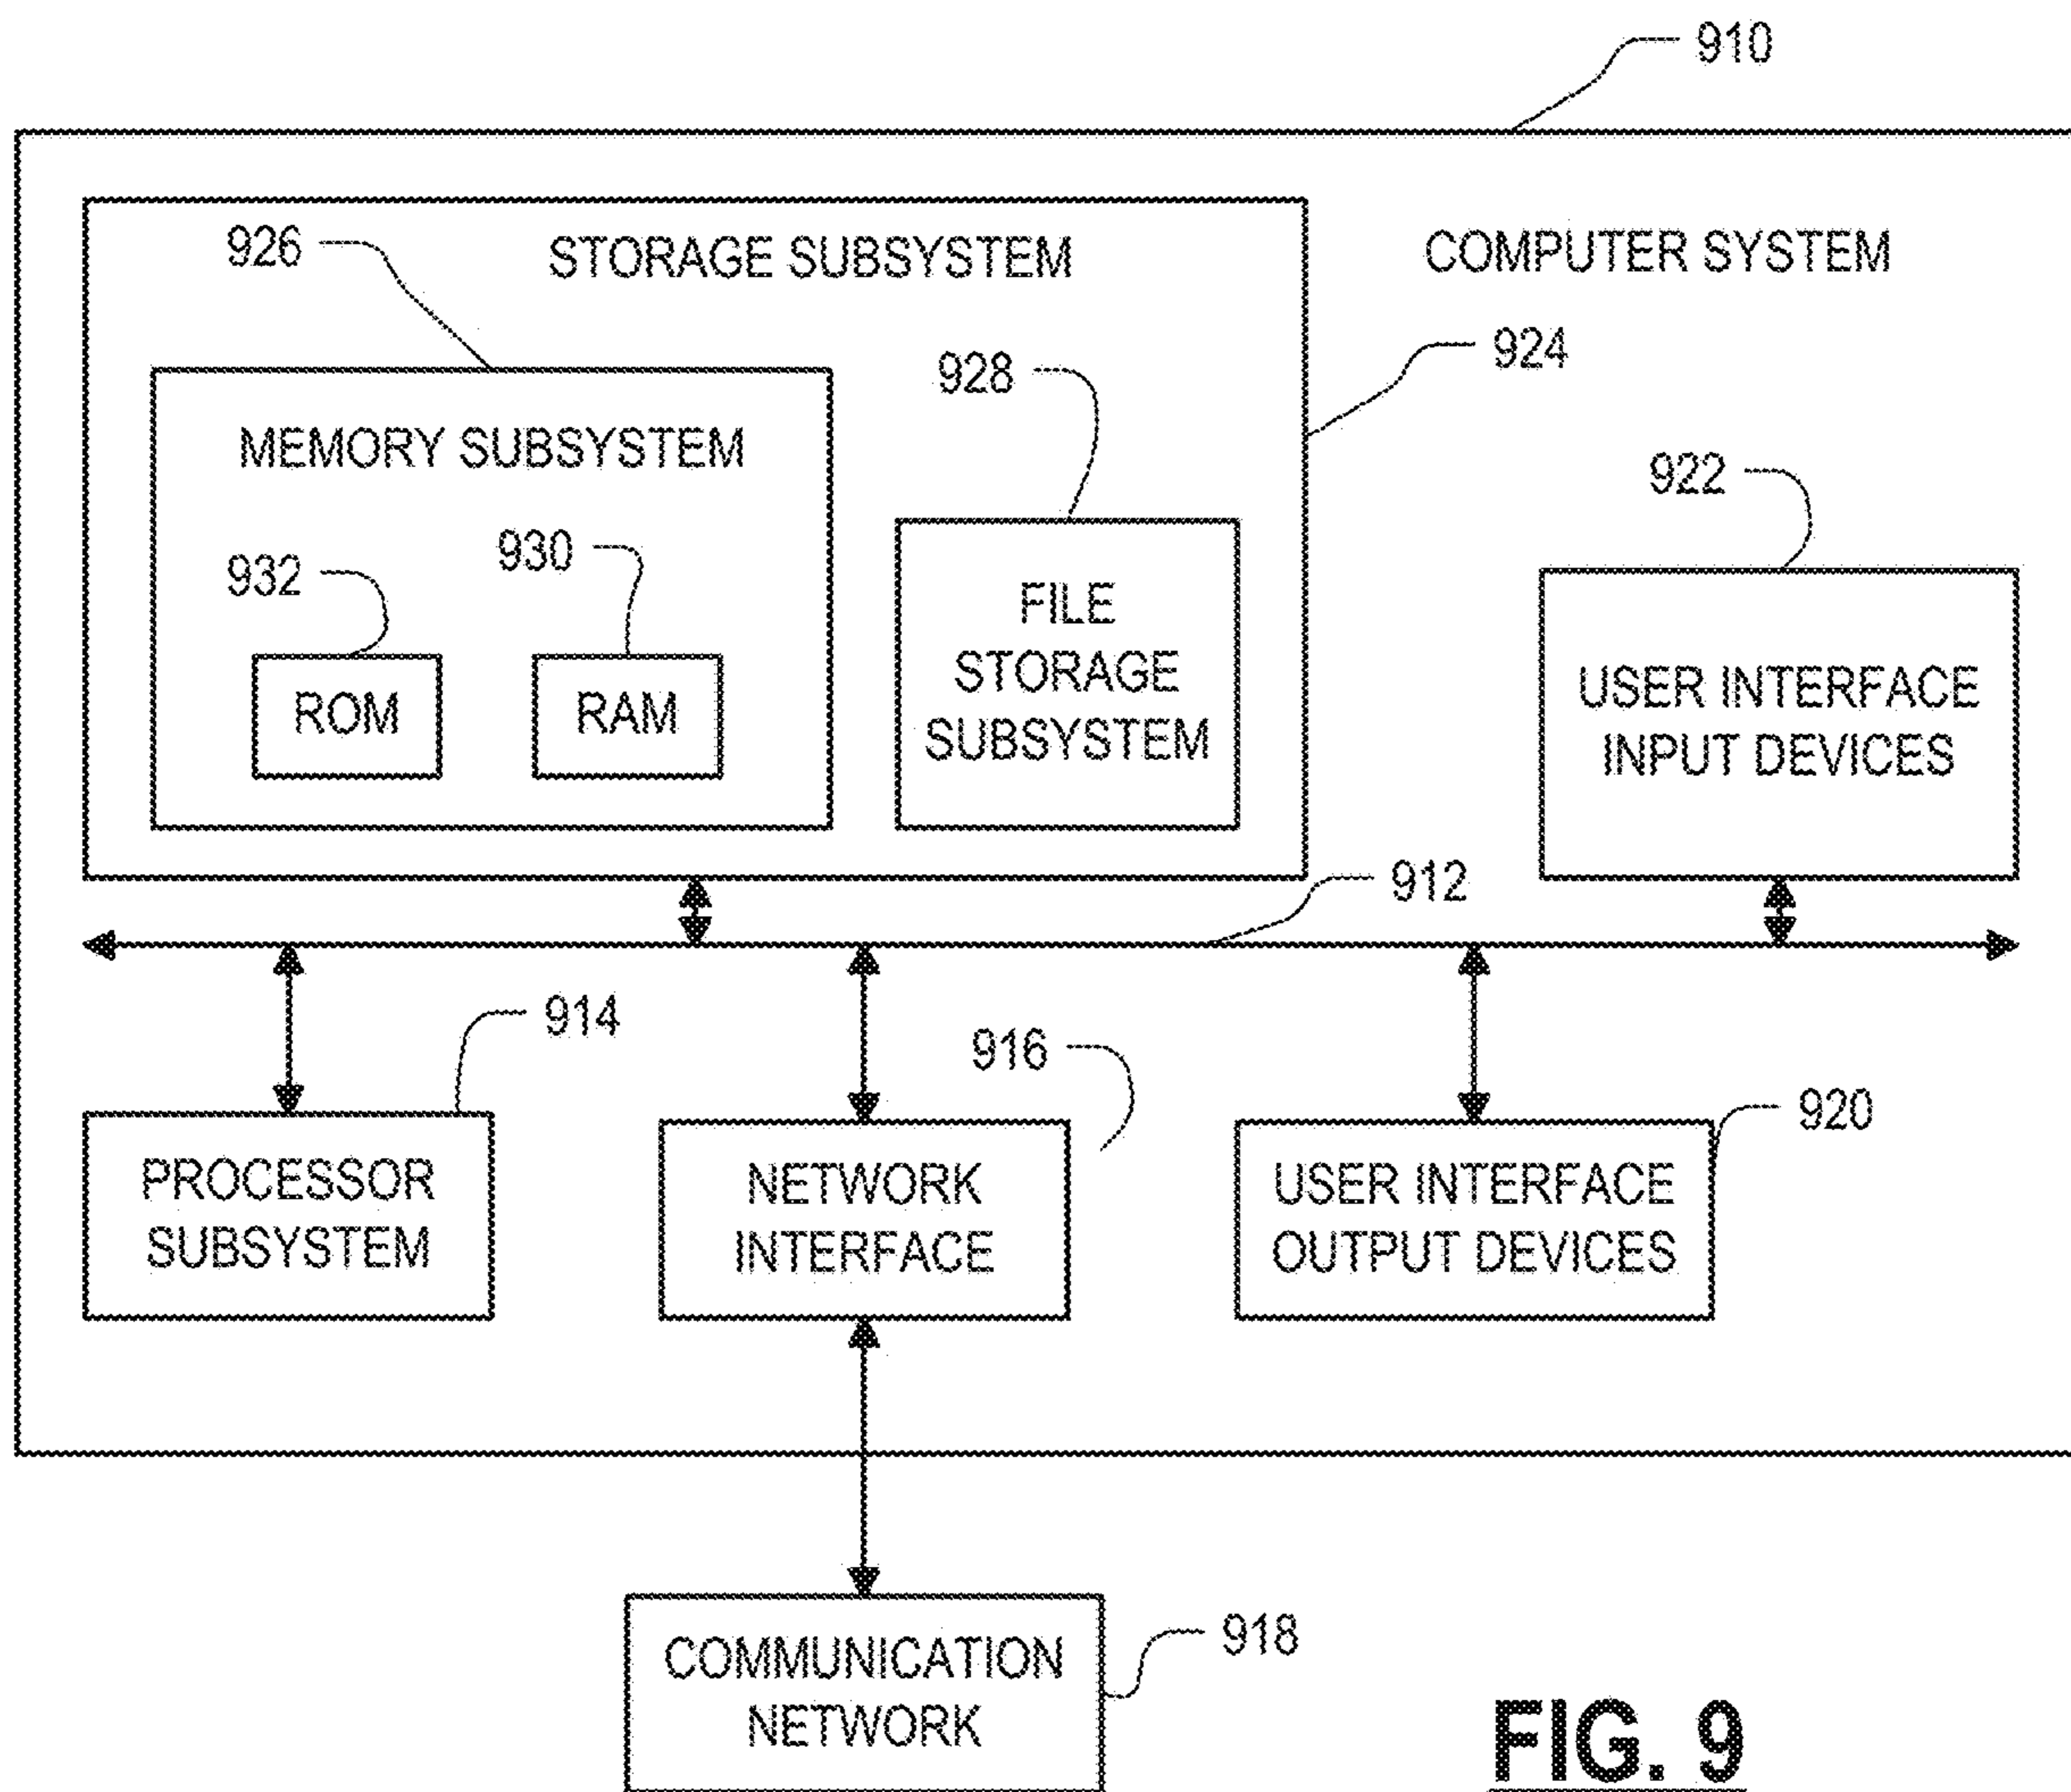 910
926
STORAGE SUBSYSTEM
COMPUTER SYSTEM
924
928
MEMORY SUBSYSTEM
922
932
930
ROM
RAM
FILE
STORAGE
SUBSYSTEM
USER INTERFACE
INPUT DEVICES
912
914
916
920
PROCESSOR
SUBSYSTEM
NETWORK
INTERFACE
USER INTERFACE
OUTPUT DEVICES
COMMUNICATION
NETWORK
918
FIG. 9